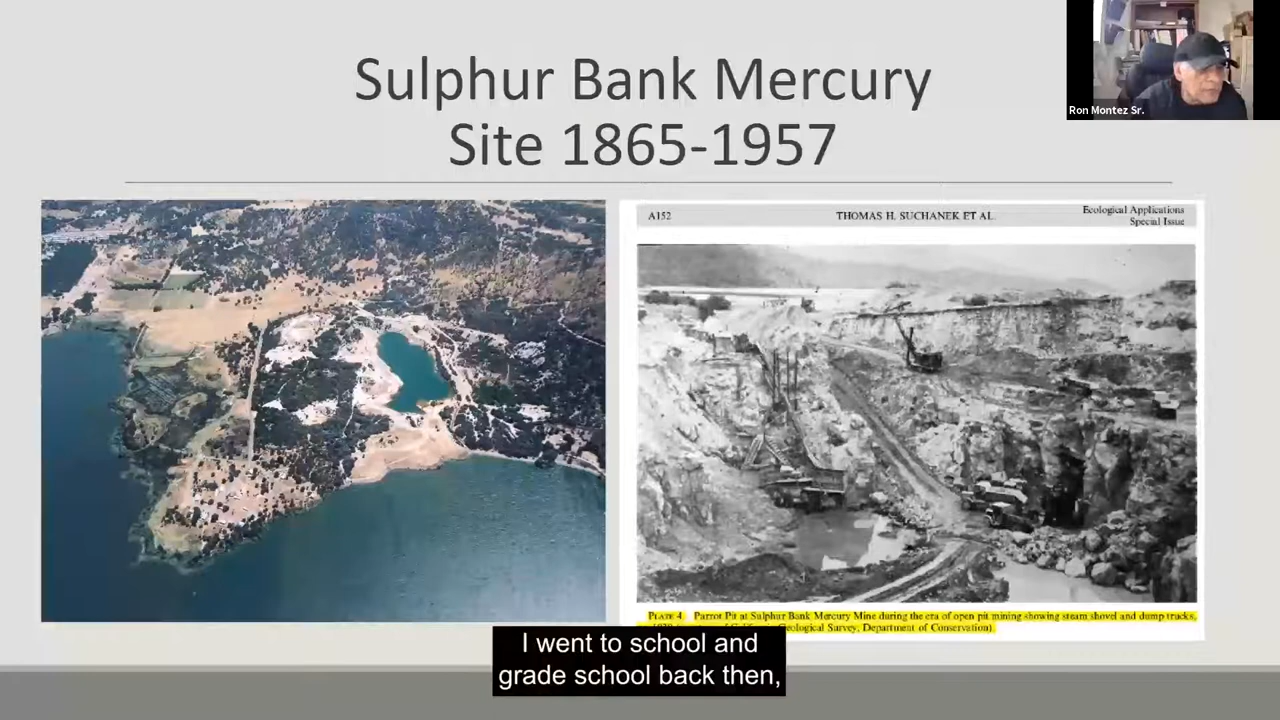 Sulphur Bank Mercury
Site 1865-1957
Ron Montez Sr.
A152
THOMAS H. SUCHANEK ET AL.
Ecological Applications
Special Issue
PLATE 4. Parrot Pit at Sulphur Bank Mercury Mine during the era of open pit mining showing steam shovel and dump trucks,
Geological Survey, Department of Conservation).
I went to school and
grade school back then,